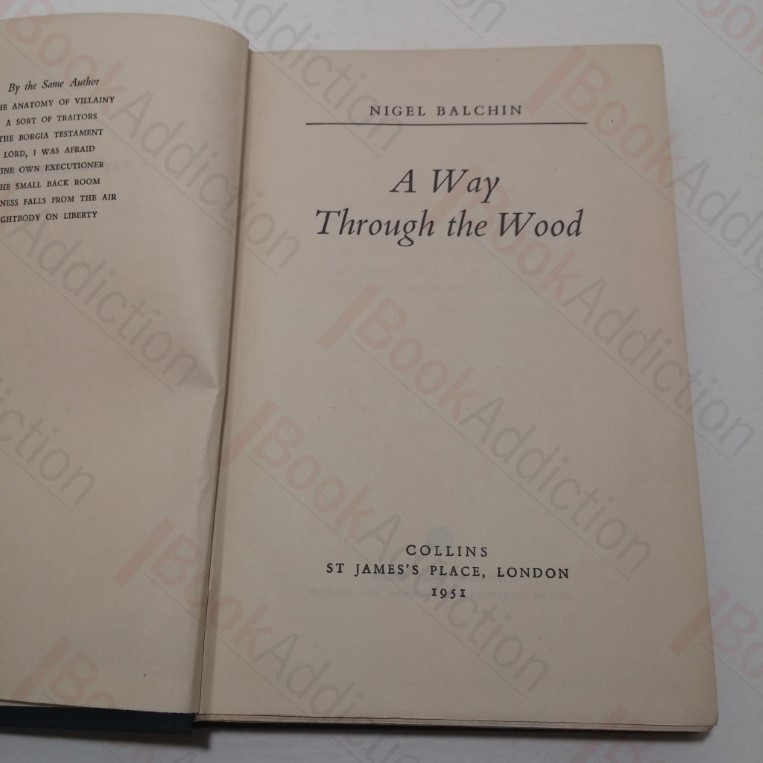 By the Same Author
HE ANATOMY OF VILLAINY
A SORT OF TRAITORS
THE BORGIA TESTAMENT
LORD, I WAS AFRAID
INE OWN EXECUTIONER
HE SMALL BACK ROOM
NESS FALLS FROM THE AIR
GHTBODY ON LIBERTY
NIGEL BALCHIN
A Way
Through the Wood
COLLINS
ST JAMES'S PLACE, LONDON
1951
BookAddiction